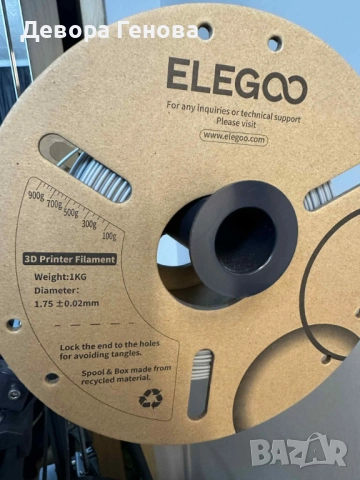 Девора Генова
ELEGOO
For any inquiries or technical support
Please visit
www.elegoo.com
900g 700g 500g 300g 100g
3D Printer Filament
Weight:1KG
Diameter:
1.75 ±0.02mm
Lock the end to the holes
for avoiding tangles.
Spool & Box made from
recycled material.
BAZAR